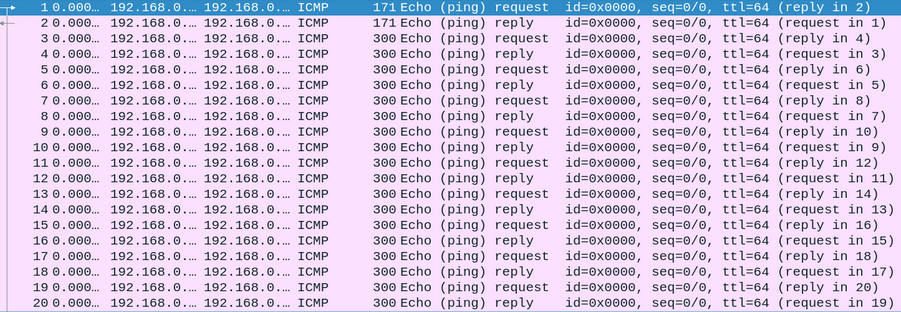 1 0.000… 192.168.0.… 192.168.0.… ICMP 171 Echo (ping) request id=0x0000, seq=0/0, ttl=64 (reply in 2)
2 0.000… 192.168.0.… 192.168.0.… ICMP 171 Echo (ping) reply id=0x0000, seq=0/0, ttl=64 (request in 1)
3 0.000… 192.168.0.… 192.168.0.… ICMP 300 Echo (ping) request id=0x0000, seq=0/0, ttl=64 (reply in 4)
4 0.000… 192.168.0.… 192.168.0.… ICMP 300 Echo (ping) reply id=0x0000, seq=0/0, ttl=64 (request in 3)
5 0.000… 192.168.0.… 192.168.0.… ICMP 300 Echo (ping) request id=0x0000, seq=0/0, ttl=64 (reply in 6)
6 0.000… 192.168.0.… 192.168.0.… ICMP 300 Echo (ping) reply id=0x0000, seq=0/0, ttl=64 (request in 5)
7 0.000… 192.168.0.… 192.168.0.… ICMP 300 Echo (ping) request id=0x0000, seq=0/0, ttl=64 (reply in 8)
8 0.000… 192.168.0.… 192.168.0.… ICMP 300 Echo (ping) reply id=0x0000, seq=0/0, ttl=64 (request in 7)
9 0.000… 192.168.0.… 192.168.0.… ICMP 300 Echo (ping) request id=0x0000, seq=0/0, ttl=64 (reply in 10)
10 0.000… 192.168.0.… 192.168.0.… ICMP 300 Echo (ping) reply id=0x0000, seq=0/0, ttl=64 (request in 9)
11 0.000… 192.168.0.… 192.168.0.… ICMP 300 Echo (ping) request id=0x0000, seq=0/0, ttl=64 (reply in 12)
12 0.000… 192.168.0.… 192.168.0.… ICMP 300 Echo (ping) reply id=0x0000, seq=0/0, ttl=64 (request in 11)
13 0.000… 192.168.0.… 192.168.0.… ICMP 300 Echo (ping) request id=0x0000, seq=0/0, ttl=64 (reply in 14)
14 0.000… 192.168.0.… 192.168.0.… ICMP 300 Echo (ping) reply id=0x0000, seq=0/0, ttl=64 (request in 13)
15 0.000… 192.168.0.… 192.168.0.… ICMP 300 Echo (ping) request id=0x0000, seq=0/0, ttl=64 (reply in 16)
16 0.000… 192.168.0.… 192.168.0.… ICMP 300 Echo (ping) reply id=0x0000, seq=0/0, ttl=64 (request in 15)
17 0.000… 192.168.0.… 192.168.0.… ICMP 300 Echo (ping) request id=0x0000, seq=0/0, ttl=64 (reply in 18)
18 0.000… 192.168.0.… 192.168.0.… ICMP 300 Echo (ping) reply id=0x0000, seq=0/0, ttl=64 (request in 17)
19 0.000… 192.168.0.… 192.168.0.… ICMP 300 Echo (ping) request id=0x0000, seq=0/0, ttl=64 (reply in 20)
20 0.000… 192.168.0.… 192.168.0.… ICMP 300 Echo (ping) reply id=0x0000, seq=0/0, ttl=64 (request in 19)